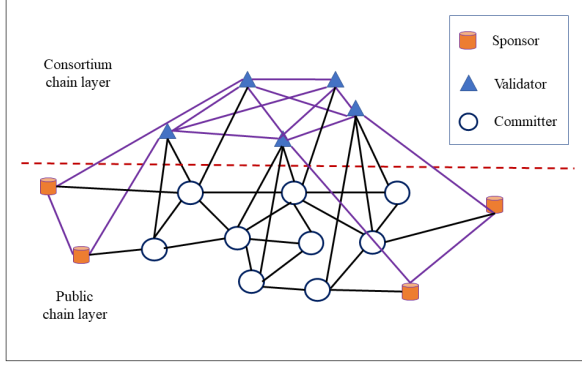 Consortium
chain layer
Sponsor
Validator
Committer
Public
chain layer